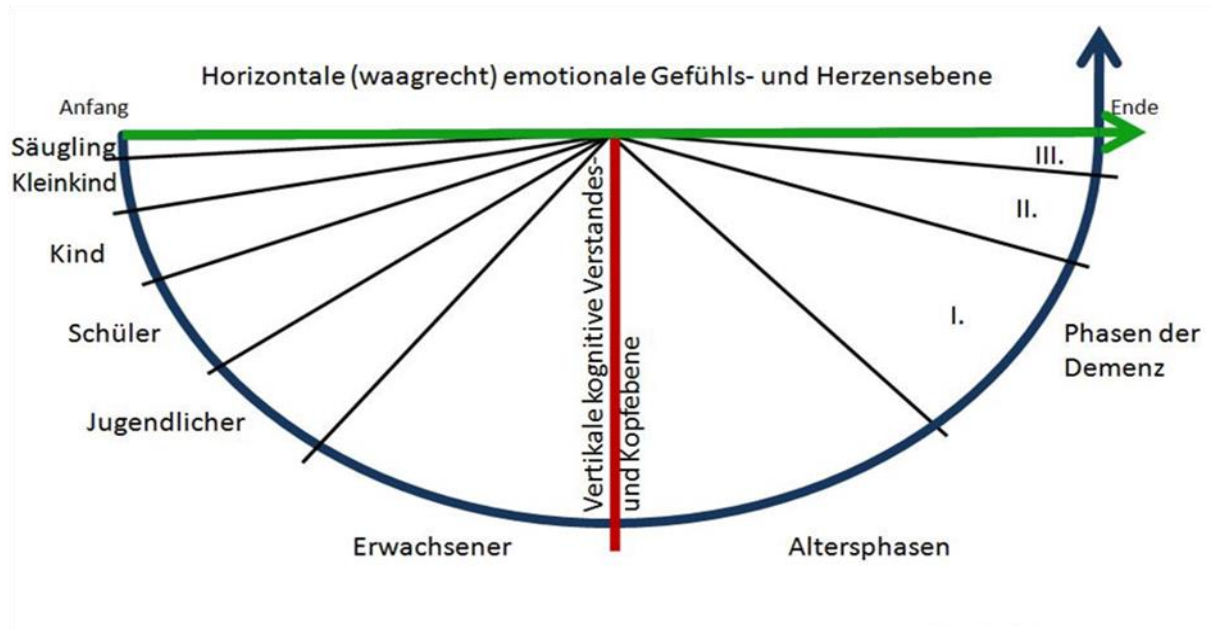 Horizontale (waagrecht) emotionale Gefühls- und Herzensebene
Anfang
Ende
Säugling
Kleinkind
Kind
Schüler
Jugendlicher
Erwachsener
Vertikale kognitive Verstandes-
und Kopfebene
Altersphasen
I.
II.
III.
Phasen der
Demenz